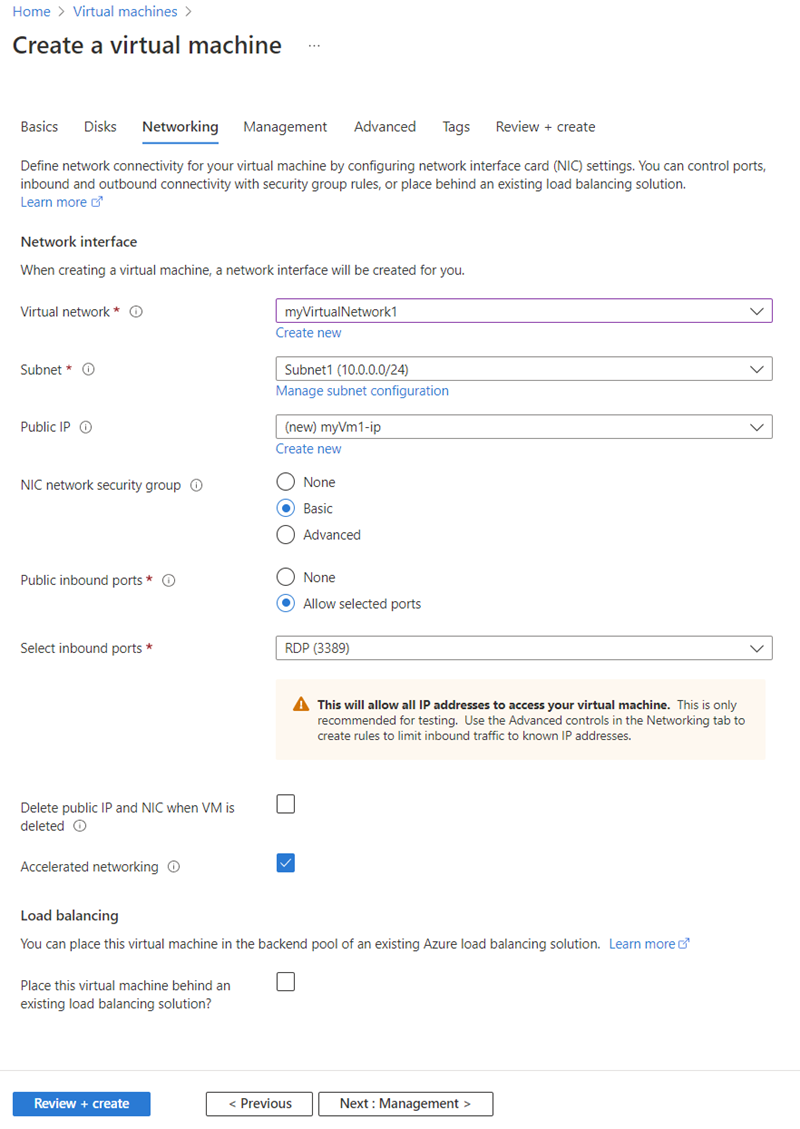 Home > Virtual machines >
Create a virtual machine ...
Basics Disks Networking Management Advanced Tags Review + create
Define network connectivity for your virtual machine by configuring network interface card (NIC) settings. You can control ports,
inbound and outbound connectivity with security group rules, or place behind an existing load balancing solution.
Learn more
Network interface
When creating a virtual machine, a network interface will be created for you.
Virtual network *
myVirtualNetwork1
Create new
Subnet *
Subnet1 (10.0.0.0/24)
Manage subnet configuration
Public IP
(new) myVm1-ip
Create new
NIC network security group
None
Basic
Advanced
Public inbound ports *
None
Allow selected ports
Select inbound ports *
RDP (3389)
This will allow all IP addresses to access your virtual machine. This is only
recommended for testing. Use the Advanced controls in the Networking tab to
create rules to limit inbound traffic to known IP addresses.
Delete public IP and NIC when VM is
deleted
Accelerated networking
Load balancing
You can place this virtual machine in the backend pool of an existing Azure load balancing solution. Learn more
Place this virtual machine behind an
existing load balancing solution?
Review + create < Previous Next : Management >